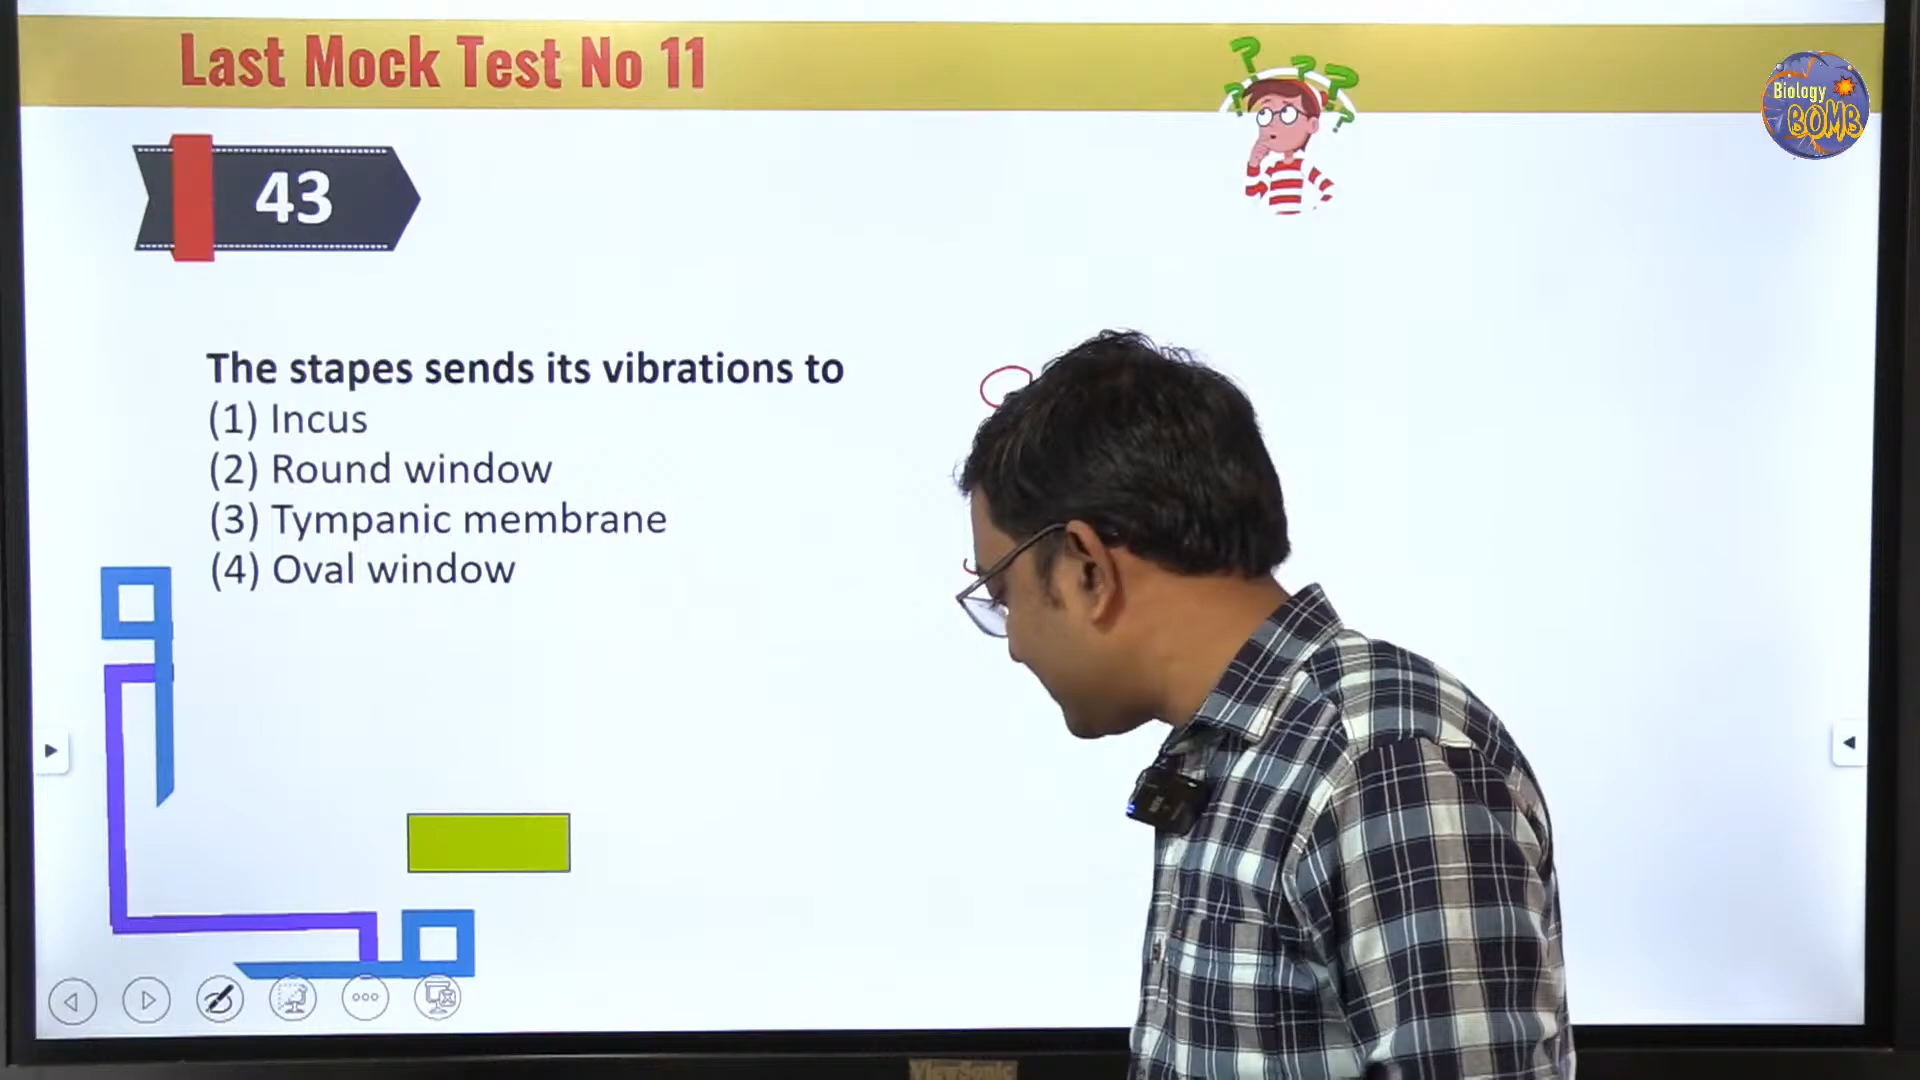 Last Mock Test No 11
Biology
BOMB
43
The stapes sends its vibrations to
(1) Incus
(2) Round window
(3) Tympanic membrane
(4) Oval window
ViewSonic